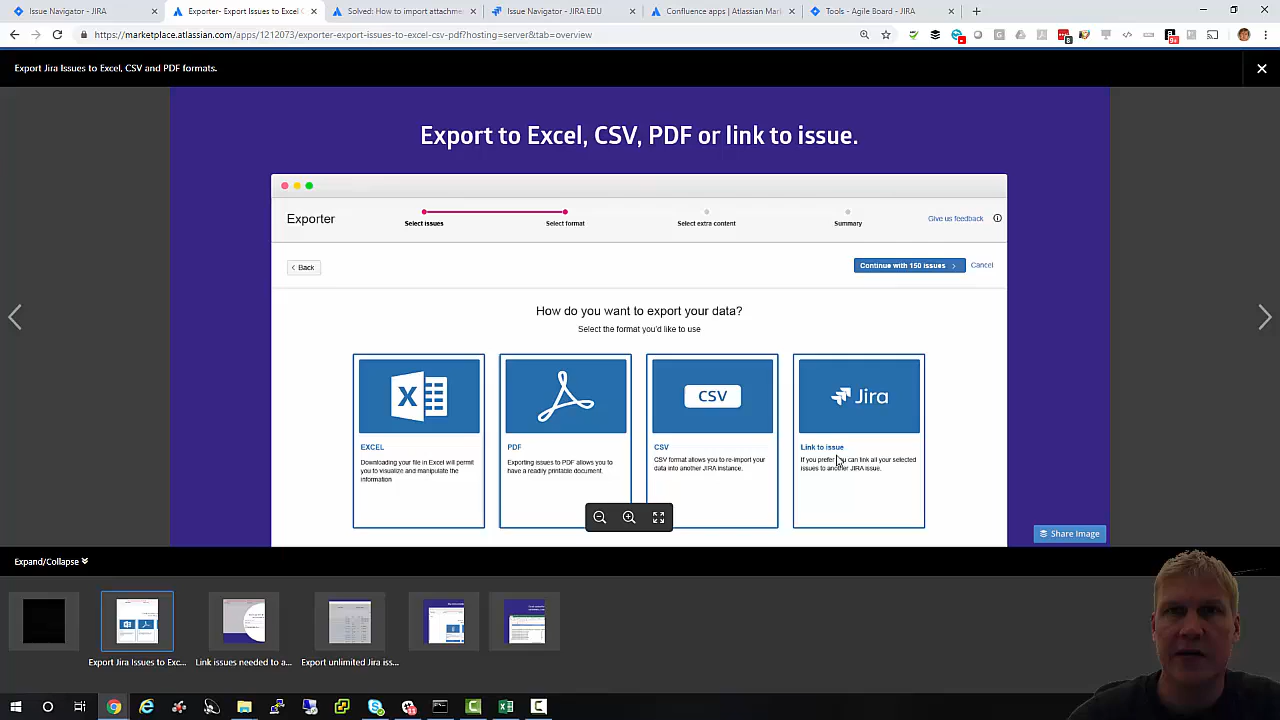 Issue Navigator - JIRA
Exporter- Export Issues to Excel C
Solved: How to import attachmen
Issue Navigator - JIRA EDU
Confluence apps | Atlassian Mar
Tools - Agile Board - JIRA
https://marketplace.atlassian.com/apps/1212073/exporter-export-issues-to-excel-csv-pdf?hosting=server&tab=overview
Export Jira Issues to Excel, CSV and PDF formats.
Export to Excel, CSV, PDF or link to issue.
Exporter
Select issues
Select format
Select extra content
Summary
Give us feedback
Back
Continue with 150 issues
Cancel
How do you want to export your data?
Select the format you'd like to use
X
CSV
Jira
EXCEL
Downloading your file in Excel will permit
you to visualize and manipulate the
information
PDF
Exporting issues to PDF allows you to
have a readily printable document
CSV
CSV format allows you to re-import your
data into another JIRA instance.
Link to issue
If you prefer you can link all your selected
issues to another JIRA issue.
Share Image
Expand/Collapse
Export Jira Issues to Exc...
Link issues needed to a...
Export unlimited Jira iss...